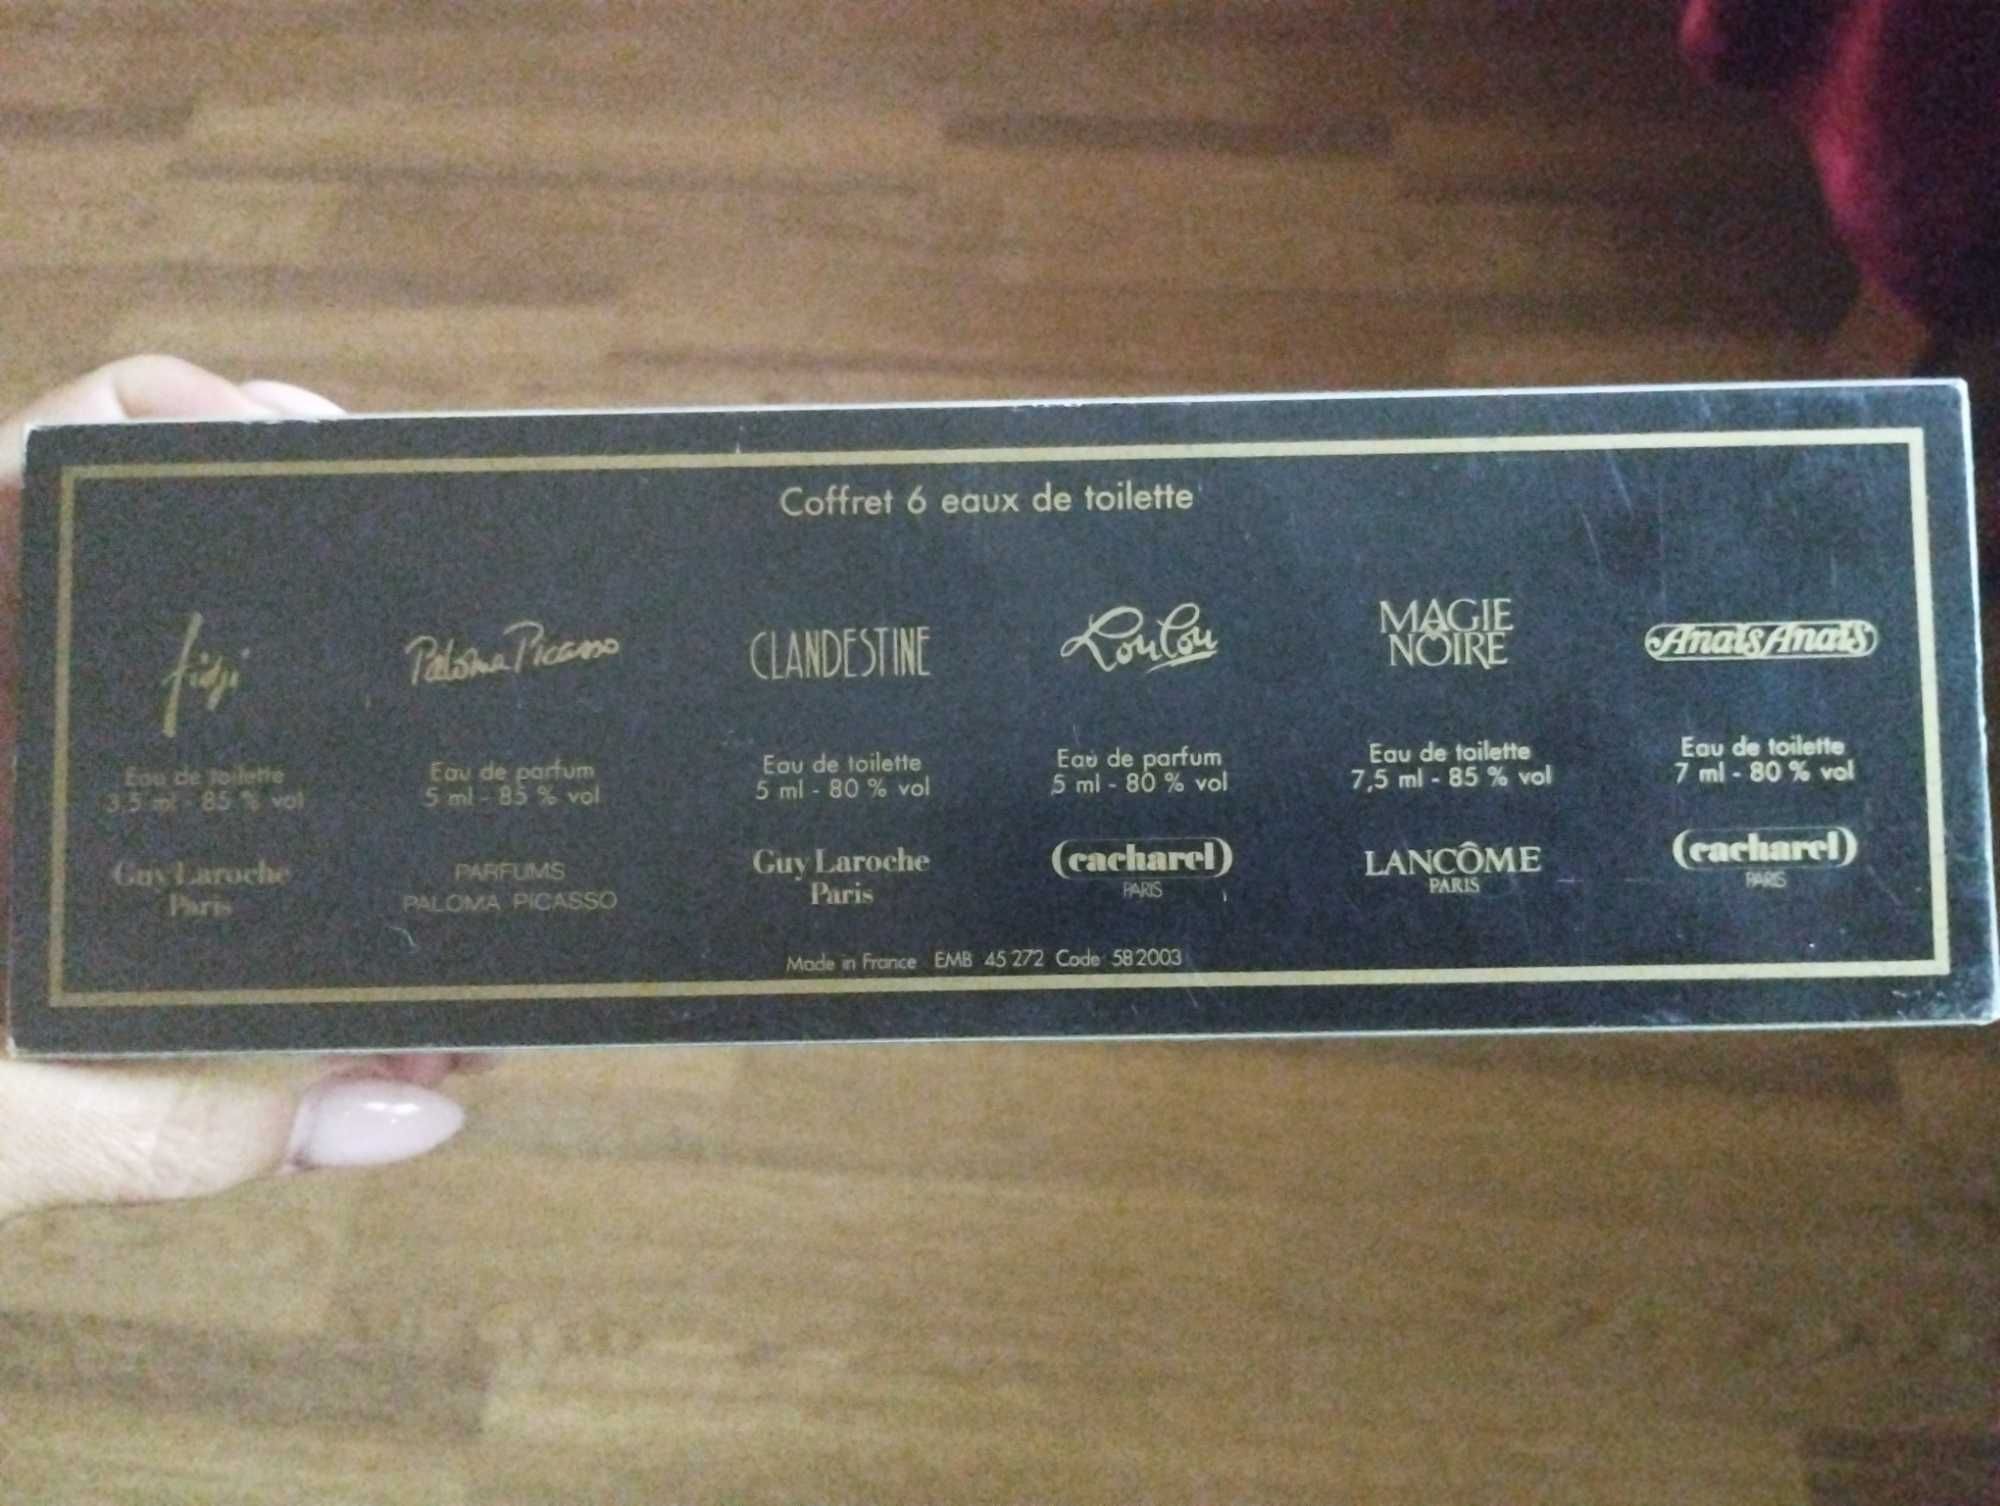 Coffret 6 eaux de toilette
fidji
Paloma Picasso
CLANDESTINE
LouLou
MAGIE
NOIRE
Anaïs Anaïs
Eau de toilette
3,5 ml - 85 % vol
Eau de parfum
5 ml - 85 % vol
Eau de toilette
5 ml - 80 % vol
Eau de parfum
5 ml - 80 % vol
Eau de toilette
7,5 ml - 85 % vol
Eau de toilette
7 ml - 80 % vol
Guy Laroche
Paris
PARFUMS
PALOMA PICASSO
Guy Laroche
Paris
cacharel
PARIS
LANCÔME
PARIS
cacharel
PARIS
Made in France EMB 45 272 Code 58 2003